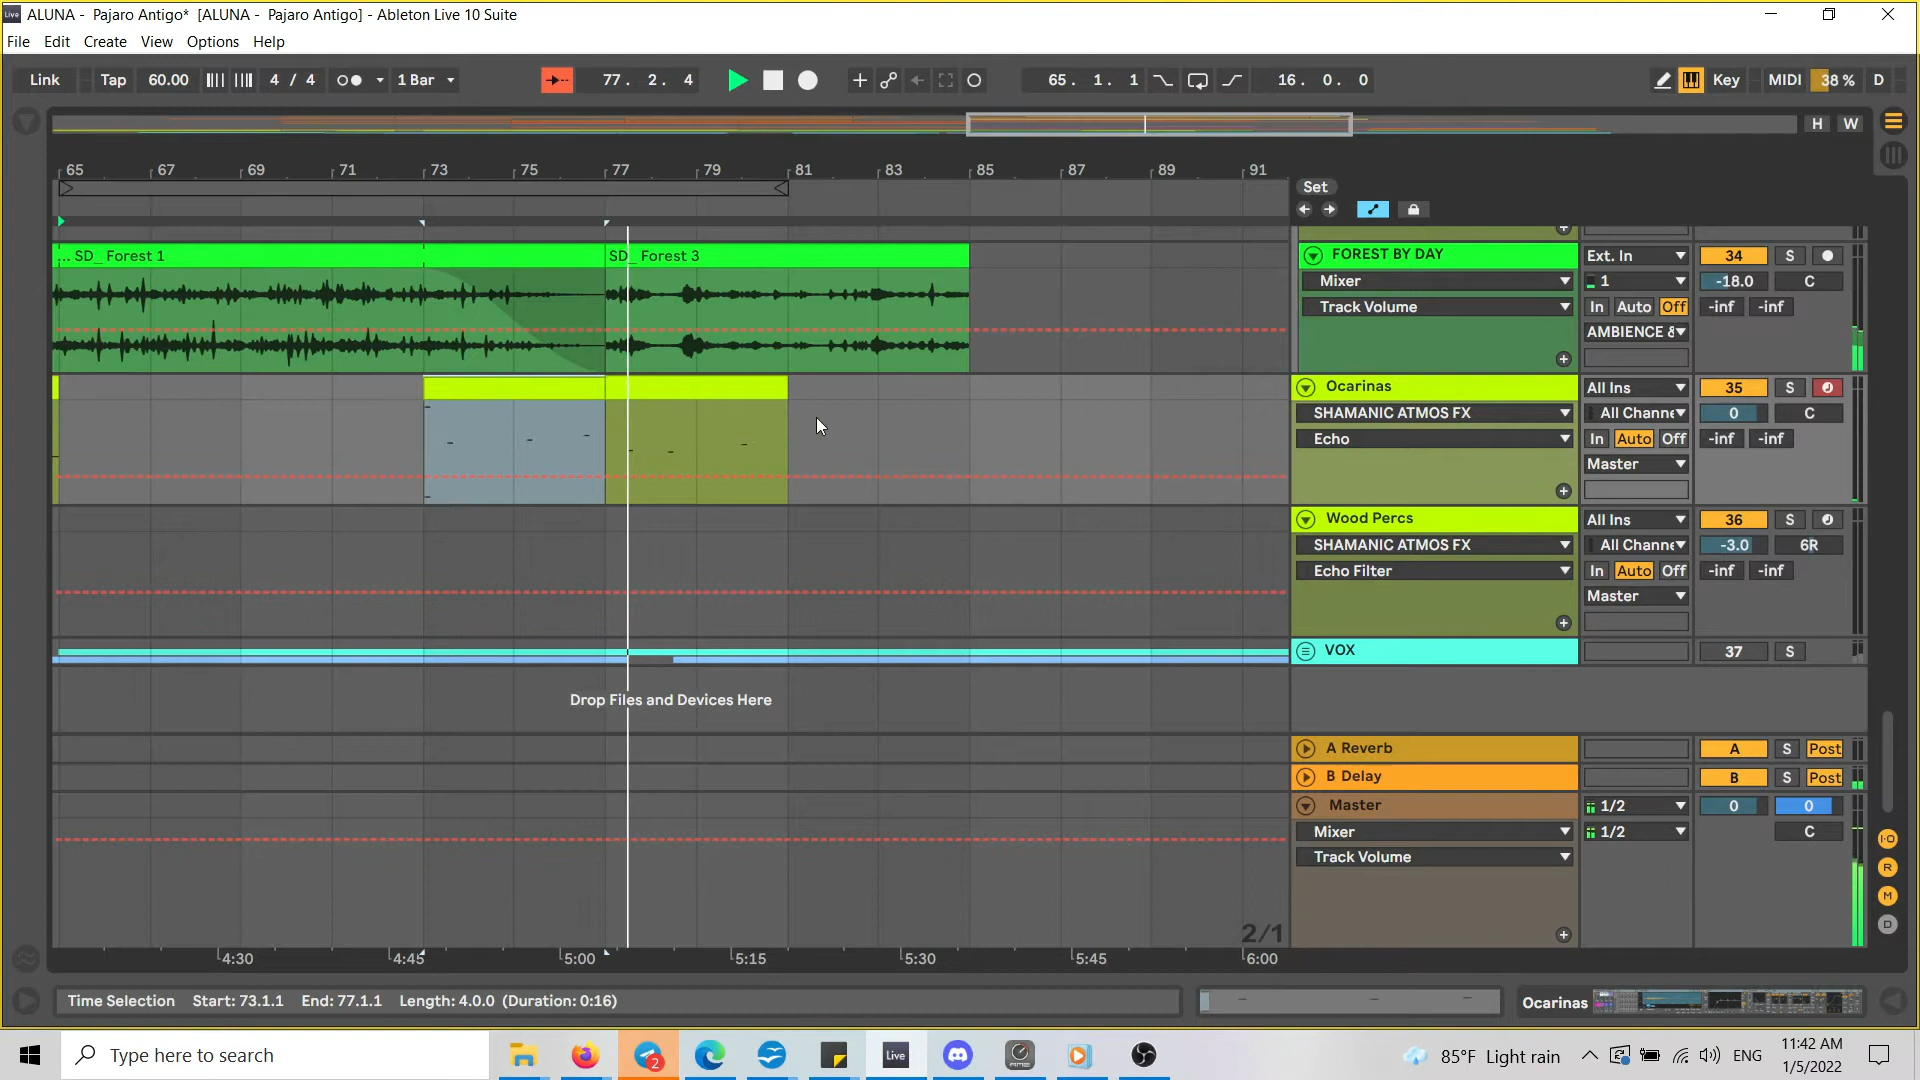 ALUNA - Pajaro Antigo* [ALUNA - Pajaro Antigo] - Ableton Live 10 Suite
File Edit Create View Options Help
Link Tap 60.00 4 / 4 1 Bar 77. 2. 4 65. 1. 1 16. 0. 0 Key MIDI 38 % D
H W
65 67 69 71 73 75 77 79 81 83 85 87 89 91
Set
... SD_ Forest 1 SD_ Forest 3 FOREST BY DAY Ext. In 34 S
Mixer 1 -18.0 C
Track Volume In Auto Off -inf -inf
AMBIENCE &
Ocarinas All Ins 35 S
SHAMANIC ATMOS FX All Channe 0 C
Echo In Auto Off -inf -inf
Master
Wood Percs All Ins 36 S
SHAMANIC ATMOS FX All Channe -3.0 6R
Echo Filter In Auto Off -inf -inf
Master
VOX 37 S
Drop Files and Devices Here
A Reverb A S Post
B Delay B S Post
Master 1/2 0 0
Mixer 1/2 C
Track Volume
2/1
4:30 4:45 5:00 5:15 5:30 5:45 6:00
I·O
R
M
D
Time Selection Start: 73.1.1 End: 77.1.1 Length: 4.0.0 (Duration: 0:16) Ocarinas
Type here to search 2 Live 85°F Light rain ENG 11:42 AM
1/5/2022